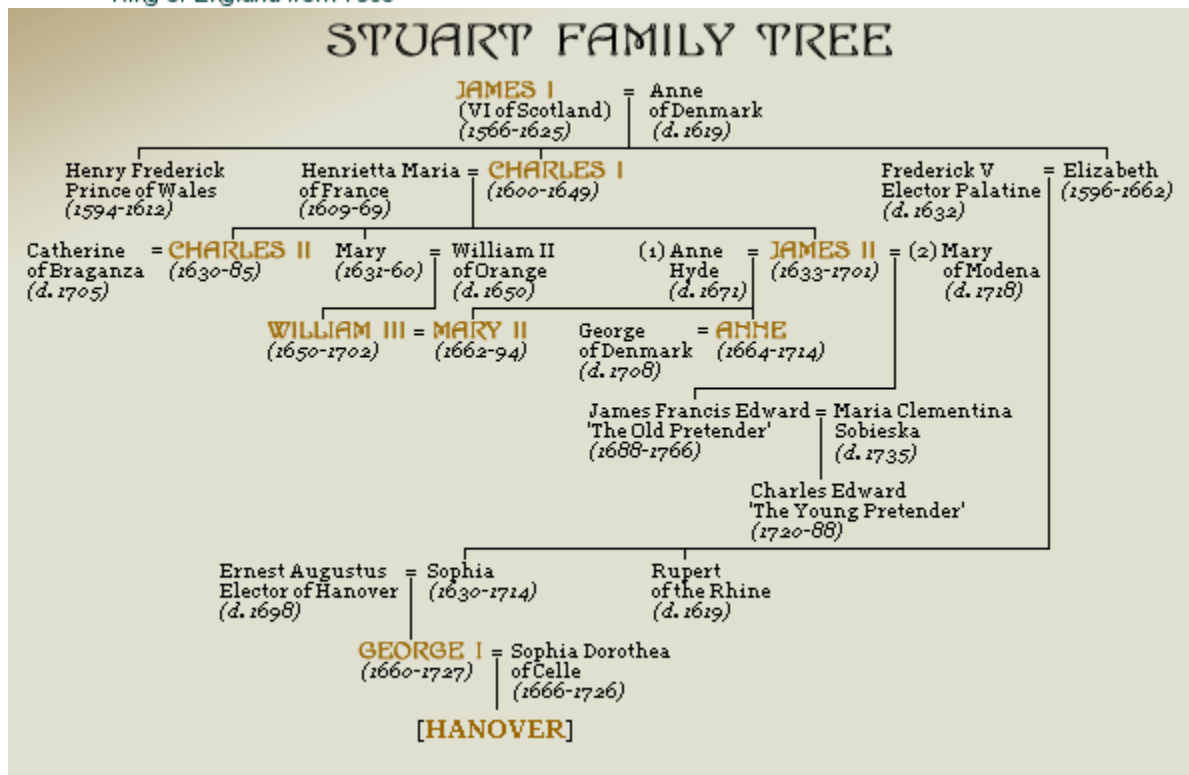 King of England from 1603
STUART FAMILY TREE
JAMES I = Anne
(VI of Scotland) of Denmark
(1566-1625) (d. 1619)
Henry Frederick Henrietta Maria = CHARLES I Frederick V = Elizabeth
Prince of Wales of France (1600-1649) Elector Palatine (1596-1662)
(1594-1612) (1609-69) (d. 1632)
Catherine = CHARLES II Mary = William II (1) Anne = JAMES II = (2) Mary
of Braganza (1630-85) (1631-60) of Orange Hyde (1633-1701) of Modena
(d. 1705) (d. 1650) (d. 1671) (d. 1718)
WILLIAM III = MARY II George = ANNE
(1650-1702) (1662-94) of Denmark (1664-1714)
(d. 1708)
James Francis Edward = Maria Clementina
'The Old Pretender' Sobieska
(1688-1766) (d. 1735)
Charles Edward
'The Young Pretender'
(1720-88)
Ernest Augustus = Sophia Rupert
Elector of Hanover (1630-1714) of the Rhine
(d. 1698) (d. 1619)
GEORGE I = Sophia Dorothea
(1660-1727) of Celle
(1666-1726)
[HANOVER]